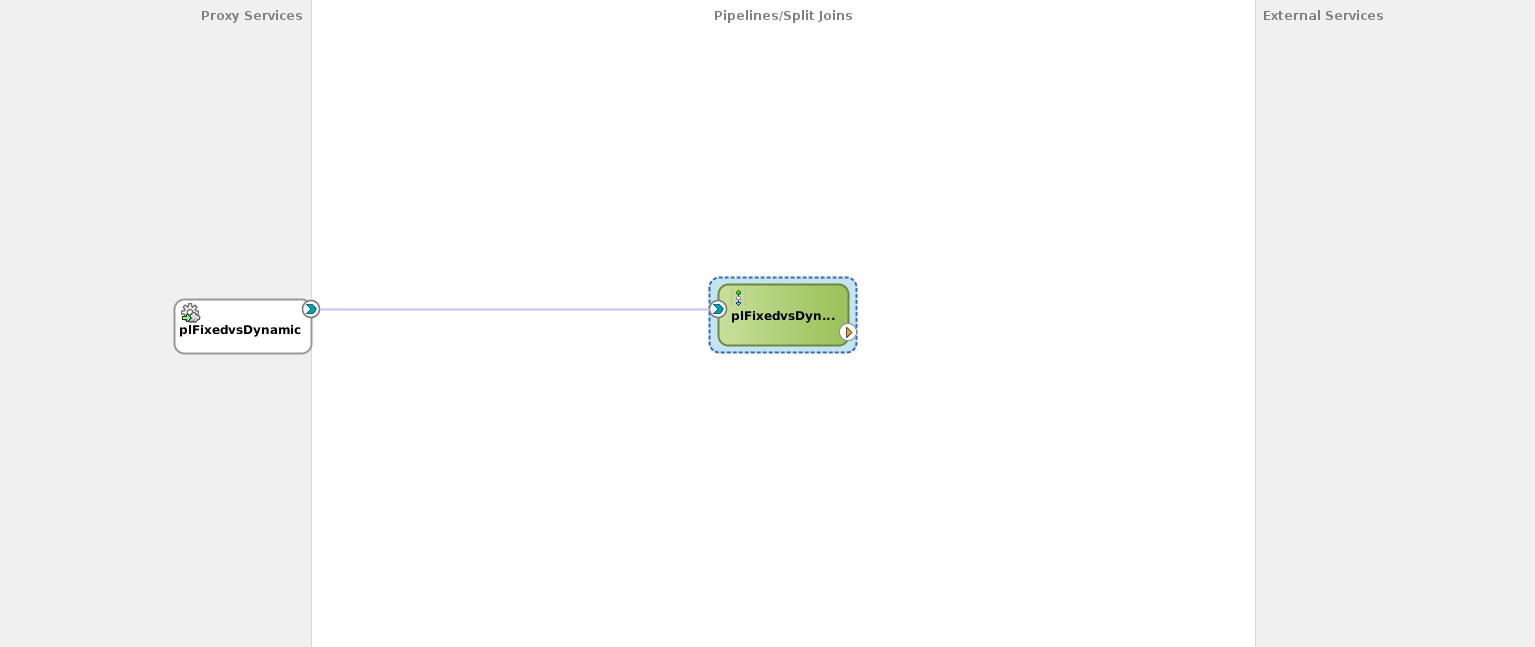 Proxy Services
Pipelines/Split Joins
External Services
plFixedvsDynamic
plFixedvsDyn...